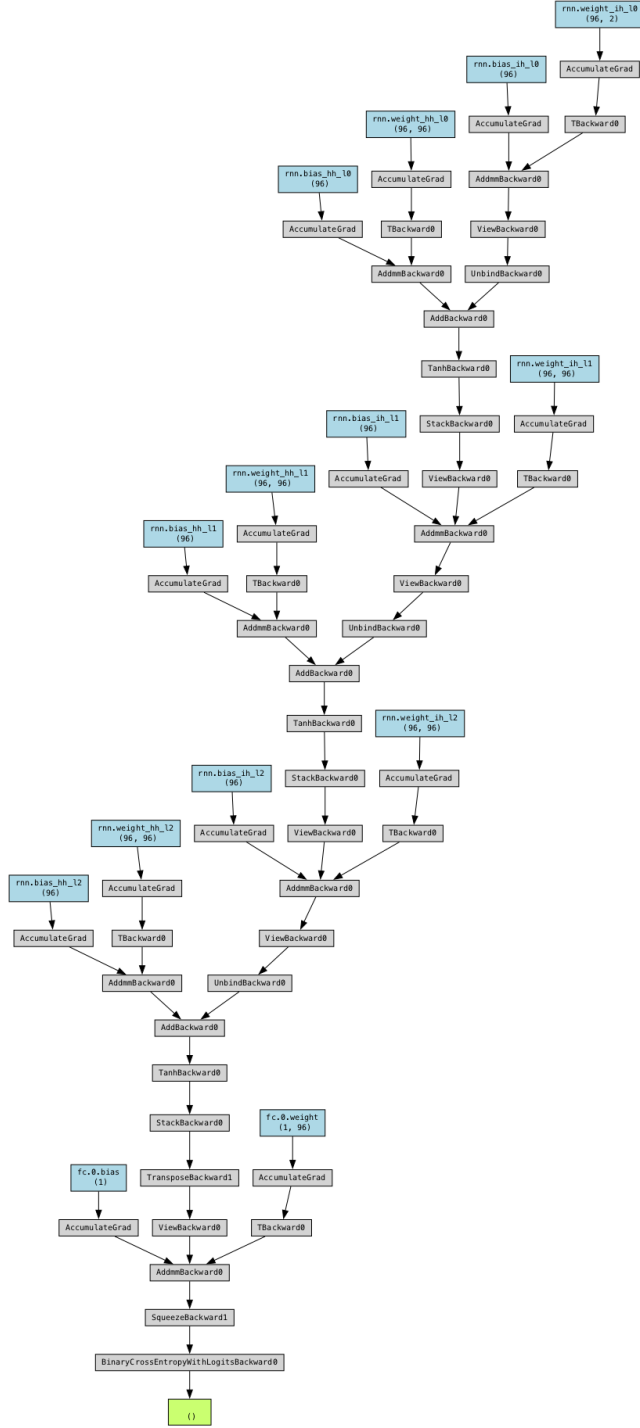 rnn.weight_ih_l0
(96, 2)
rnn.bias_ih_l0
(96)
AccumulateGrad
rnn.weight_hh_l0
(96, 96)
AccumulateGrad
TBackward0
rnn.bias_hh_l0
(96)
AccumulateGrad
AddmmBackward0
AccumulateGrad
TBackward0
ViewBackward0
AddmmBackward0
UnbindBackward0
AddBackward0
TanhBackward0
rnn.weight_ih_l1
(96, 96)
rnn.bias_ih_l1
(96)
StackBackward0
AccumulateGrad
rnn.weight_hh_l1
(96, 96)
AccumulateGrad
ViewBackward0
TBackward0
rnn.bias_hh_l1
(96)
AccumulateGrad
AddmmBackward0
AccumulateGrad
TBackward0
ViewBackward0
AddmmBackward0
UnbindBackward0
AddBackward0
TanhBackward0
rnn.weight_ih_l2
(96, 96)
rnn.bias_ih_l2
(96)
StackBackward0
AccumulateGrad
rnn.weight_hh_l2
(96, 96)
AccumulateGrad
ViewBackward0
TBackward0
rnn.bias_hh_l2
(96)
AccumulateGrad
AddmmBackward0
AccumulateGrad
TBackward0
ViewBackward0
AddmmBackward0
UnbindBackward0
AddBackward0
TanhBackward0
StackBackward0
fc.0.weight
(1, 96)
fc.0.bias
(1)
TransposeBackward1
AccumulateGrad
AccumulateGrad
ViewBackward0
TBackward0
AddmmBackward0
SqueezeBackward1
BinaryCrossEntropyWithLogitsBackward0
()